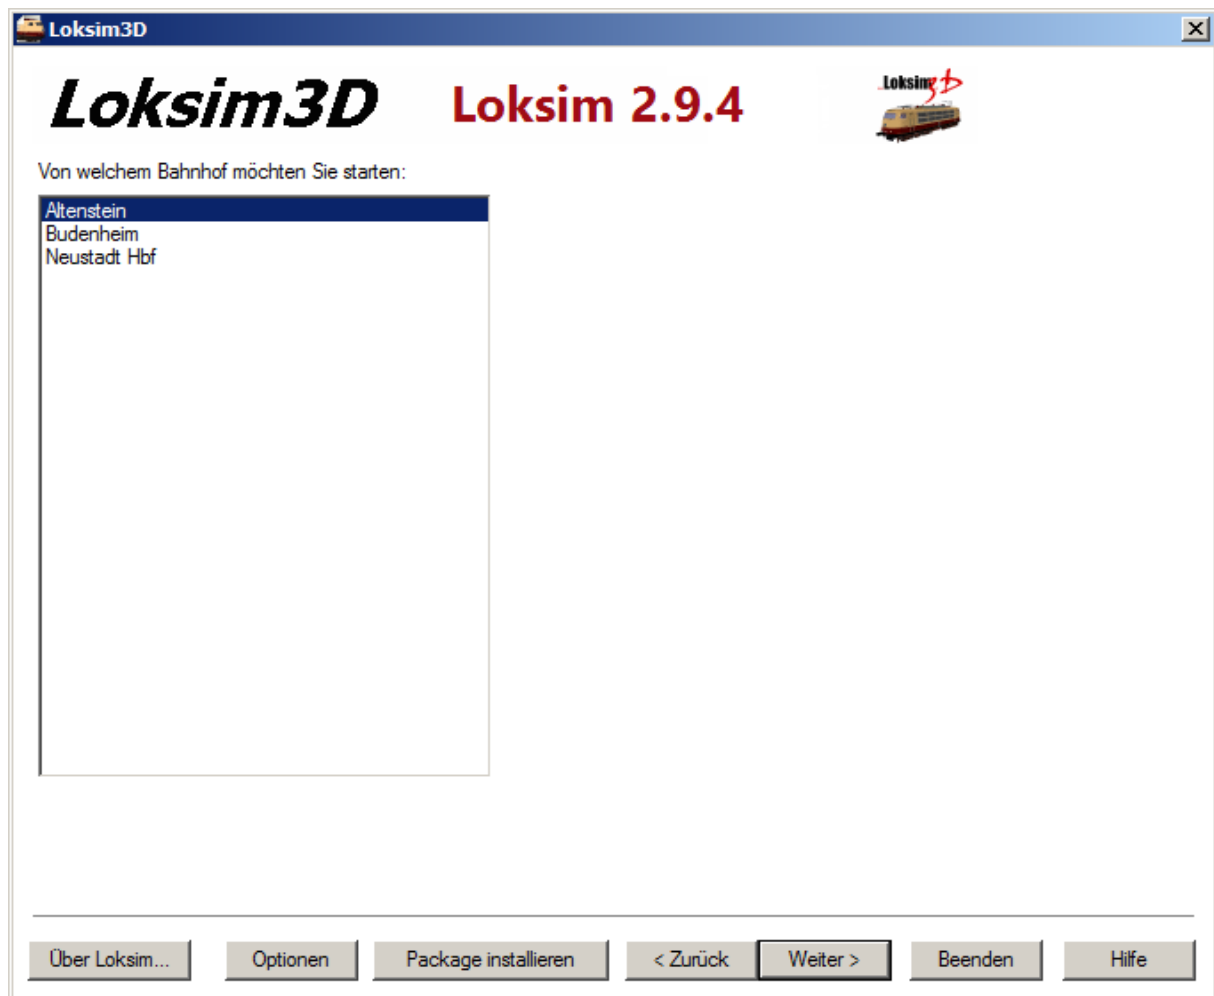 Loksim3D
Loksim3D Loksim 2.9.4 Loksim3D
Von welchem Bahnhof möchten Sie starten:
Altenstein
Budenheim
Neustadt Hbf
Über Loksim... Optionen Package installieren < Zurück Weiter > Beenden Hilfe